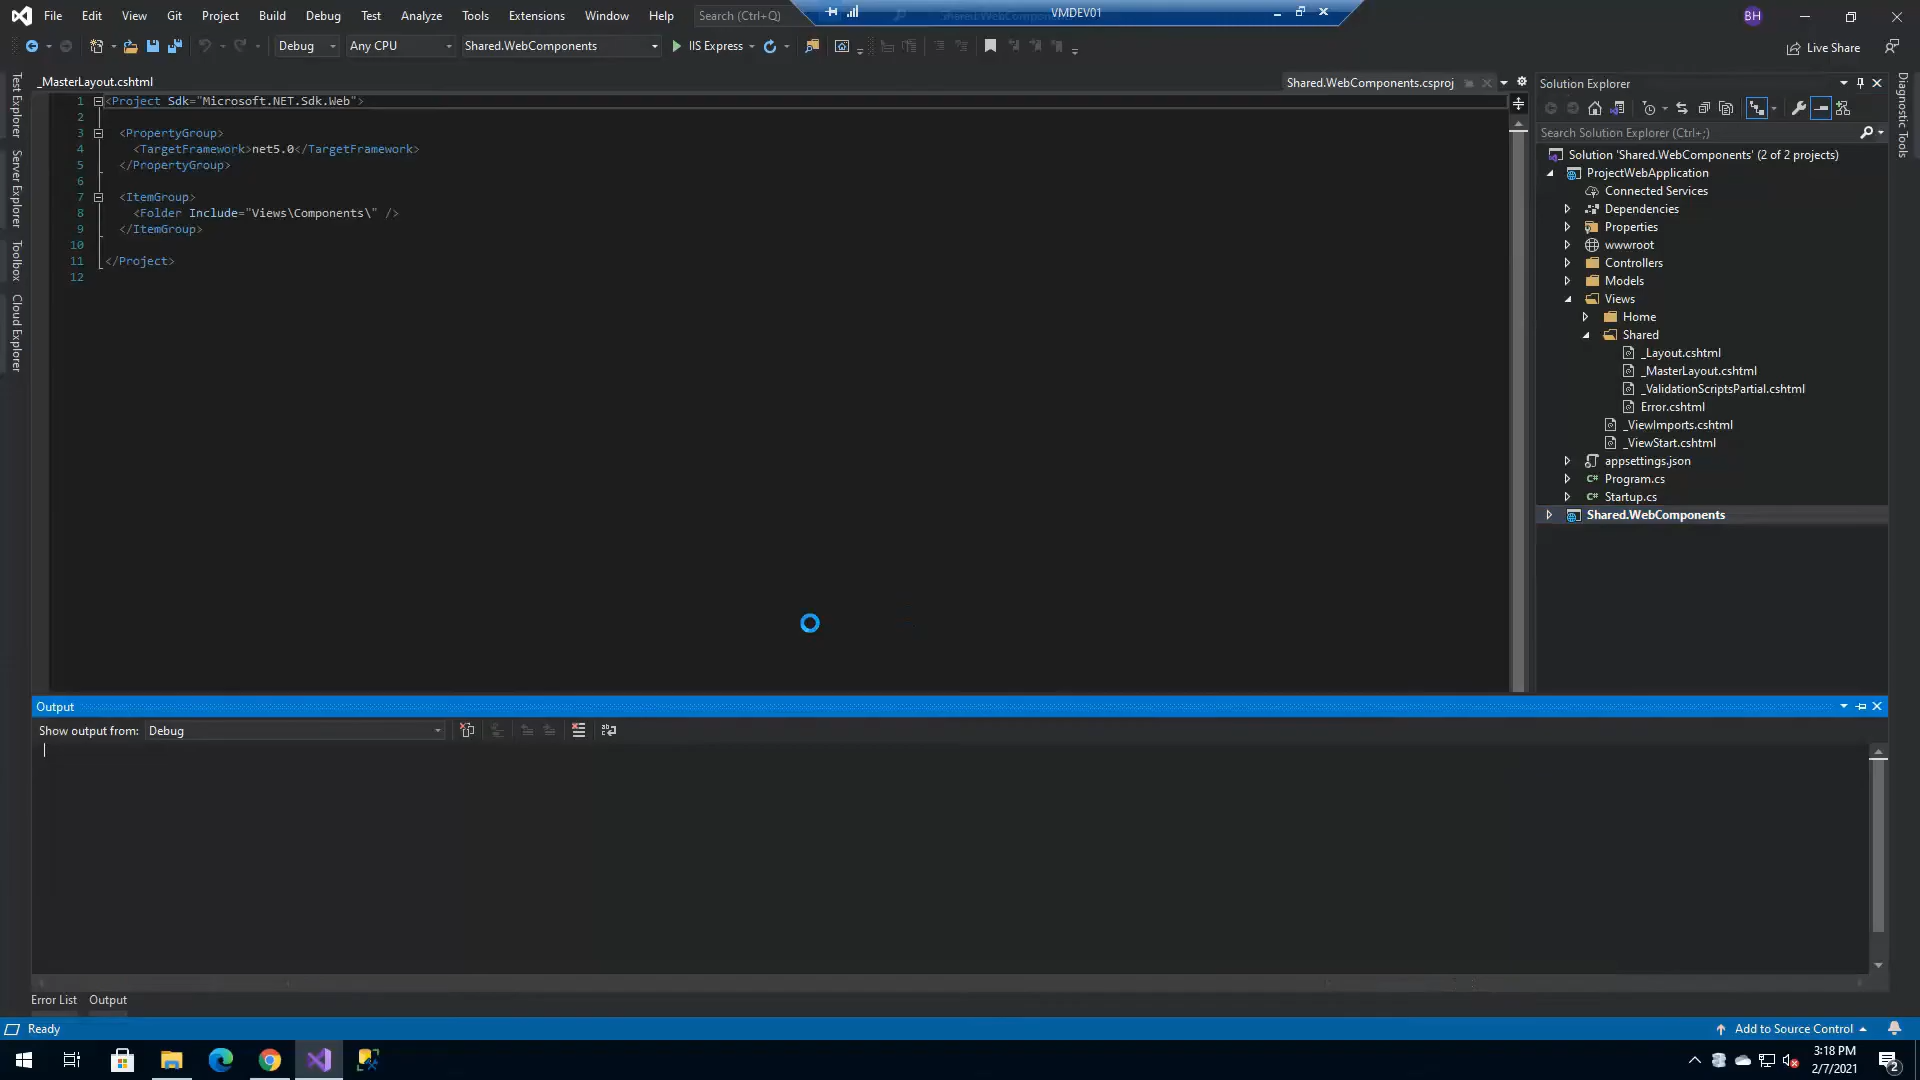 File Edit View Git Project Build Debug Test Analyze Tools Extensions Window Help Search (Ctrl+Q) VMDEV01 BH
Debug Any CPU Shared.WebComponents IIS Express Live Share
_MasterLayout.cshtml Shared.WebComponents.csproj
Test Explorer
Server Explorer
Toolbox
Cloud Explorer
1 <Project Sdk="Microsoft.NET.Sdk.Web">
2
3 <PropertyGroup>
4 <TargetFramework>net5.0</TargetFramework>
5 </PropertyGroup>
6
7 <ItemGroup>
8 <Folder Include="Views\Components\" />
9 </ItemGroup>
10
11 </Project>
12
Solution Explorer
Search Solution Explorer (Ctrl+;)
Solution 'Shared.WebComponents' (2 of 2 projects)
ProjectWebApplication
Connected Services
Dependencies
Properties
wwwroot
Controllers
Models
Views
Home
Shared
_Layout.cshtml
_MasterLayout.cshtml
_ValidationScriptsPartial.cshtml
Error.cshtml
_ViewImports.cshtml
_ViewStart.cshtml
appsettings.json
C# Program.cs
C# Startup.cs
Shared.WebComponents
Diagnostic Tools
Output
Show output from: Debug
Error List Output
Ready Add to Source Control
3:18 PM
2/7/2021
2